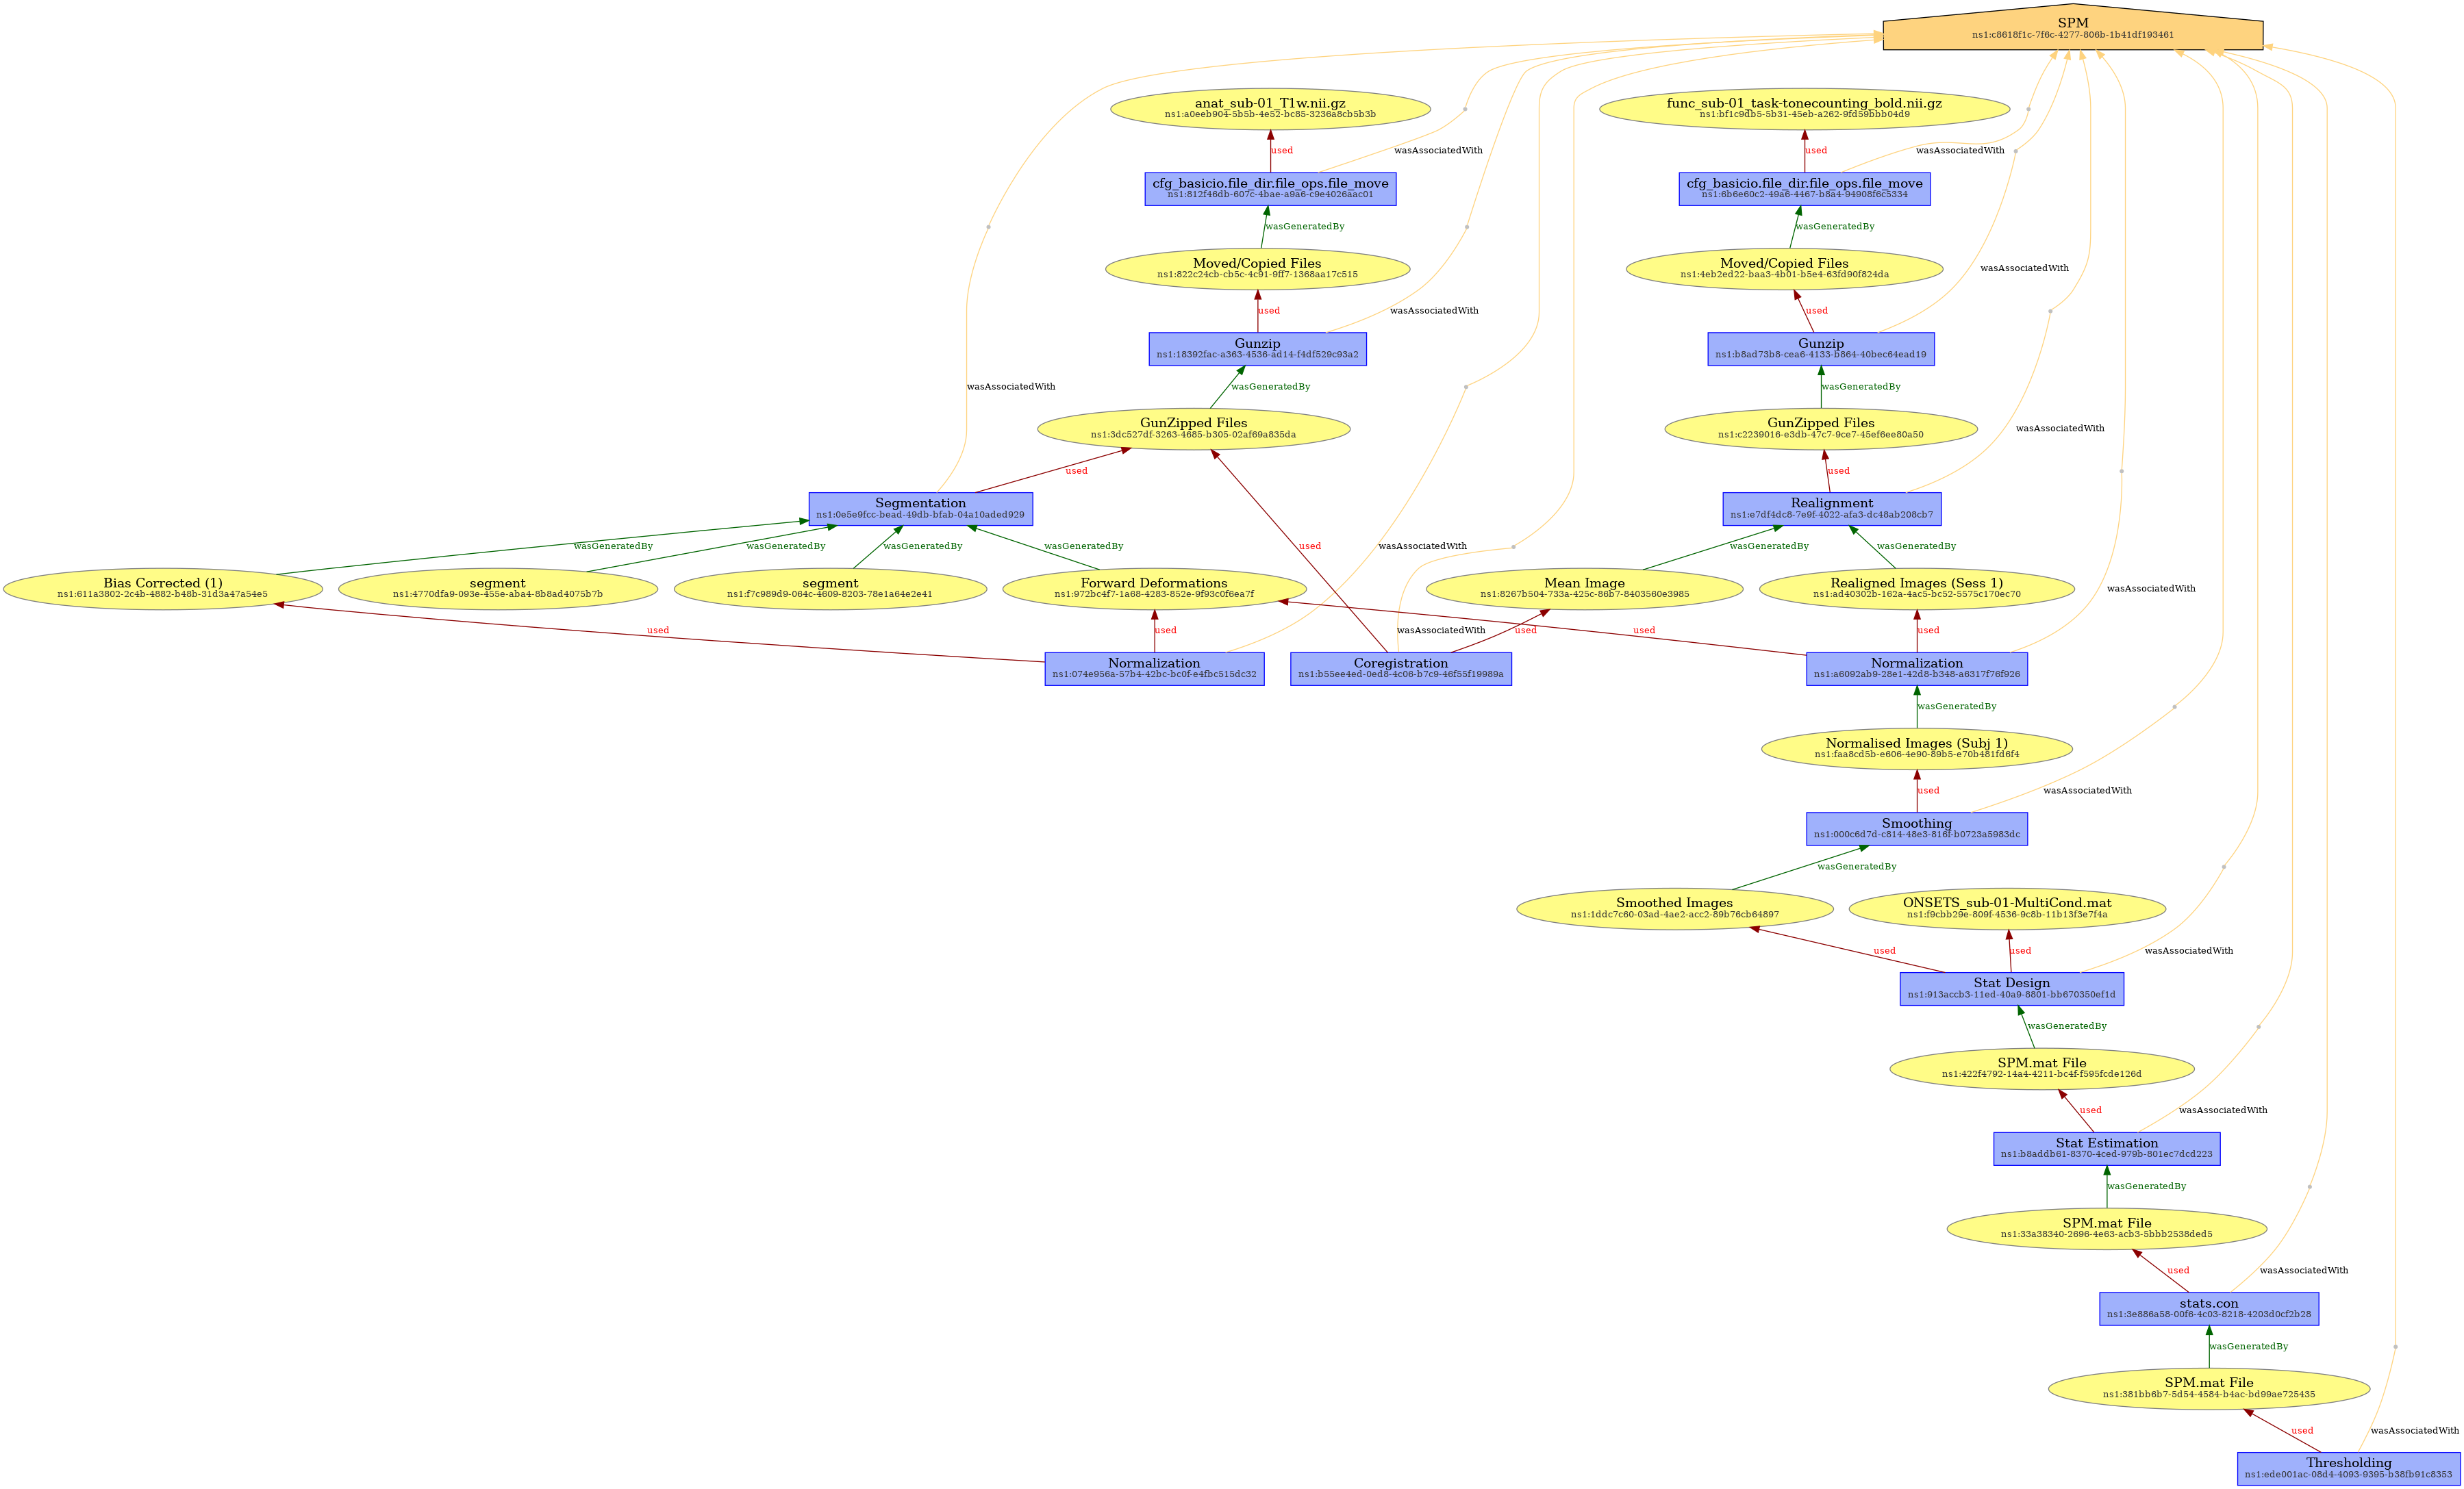 SPM
ns1:c8618f1c-7f6c-4277-806b-1b41df193461
anat_sub-01_T1w.nii.gz
ns1:a0eeb904-5b5b-4e52-bc85-3236a8cb5b3b
func_sub-01_task-tonecounting_bold.nii.gz
ns1:bf1c9db5-5b31-45eb-a262-9fd59bbb04d9
used
wasAssociatedWith
used
wasAssociatedWith
cfg_basicio.file_dir.file_ops.file_move
ns1:812f46db-607c-4bae-a9a6-c9e4026aac01
cfg_basicio.file_dir.file_ops.file_move
ns1:6b6e60c2-49a6-4467-b8a4-94908f6c5334
wasGeneratedBy
wasGeneratedBy
Moved/Copied Files
ns1:822c24cb-cb5c-4c91-9ff7-1368aa17c515
Moved/Copied Files
ns1:4eb2ed22-baa3-4b01-b5e4-63fd90f824da
wasAssociatedWith
used
wasAssociatedWith
used
Gunzip
ns1:18392fac-a363-4536-ad14-f4df529c93a2
Gunzip
ns1:b8ad73b8-cea6-4133-b864-40bec64ead19
wasAssociatedWith
wasGeneratedBy
wasGeneratedBy
GunZipped Files
ns1:3dc527df-3263-4685-b305-02af69a835da
GunZipped Files
ns1:c2239016-e3db-47c7-9ce7-45ef6ee80a50
wasAssociatedWith
used
used
Segmentation
ns1:0e5e9fcc-bead-49db-bfab-04a10aded929
Realignment
ns1:e7df4dc8-7e9f-4022-afa3-dc48ab208cb7
wasGeneratedBy
wasGeneratedBy
wasGeneratedBy
wasGeneratedBy
used
wasAssociatedWith
wasGeneratedBy
wasGeneratedBy
Bias Corrected (1)
ns1:611a3802-2c4b-4882-b48b-31d3a47a54e5
segment
ns1:4770dfa9-093e-455e-aba4-8b8ad4075b7b
segment
ns1:f7c989d9-064c-4609-8203-78e1a64e2e41
Forward Deformations
ns1:972bc4f7-1a68-4283-852e-9f93c0f6ea7f
Mean Image
ns1:8267b504-733a-425c-86b7-8403560e3985
Realigned Images (Sess 1)
ns1:ad40302b-162a-4ac5-bc52-5575c170ec70
wasAssociatedWith
used
used
wasAssociatedWith
used
used
used
Normalization
ns1:074e956a-57b4-42bc-bc0f-e4fbc515dc32
Coregistration
ns1:b55ee4ed-0ed8-4c06-b7c9-46f55f19989a
Normalization
ns1:a6092ab9-28e1-42d8-b348-a6317f76f926
wasGeneratedBy
Normalised Images (Subj 1)
ns1:faa8cd5b-e606-4e90-89b5-e70b481fd6f4
used
wasAssociatedWith
Smoothing
ns1:000c6d7d-c814-48e3-816f-b0723a5983dc
wasGeneratedBy
Smoothed Images
ns1:1ddc7c60-03ad-4ae2-acc2-89b76cb64897
ONSETS_sub-01-MultiCond.mat
ns1:f9cbb29e-809f-4536-9c8b-11b13f3e7f4a
used
used
wasAssociatedWith
Stat Design
ns1:913accb3-11ed-40a9-8801-bb670350ef1d
wasGeneratedBy
SPM.mat File
ns1:422f4792-14a4-4211-bc4f-f595fcde126d
used
wasAssociatedWith
Stat Estimation
ns1:b8addb61-8370-4ced-979b-801ec7dcd223
wasGeneratedBy
SPM.mat File
ns1:33a38340-2696-4e63-acb3-5bbb2538ded5
used
wasAssociatedWith
stats.con
ns1:3e886a58-00f6-4c03-8218-4203d0cf2b28
wasGeneratedBy
SPM.mat File
ns1:381bb6b7-5d54-4584-b4ac-bd99ae725435
used
wasAssociatedWith
Thresholding
ns1:ede001ac-08d4-4093-9395-b38fb91c8353